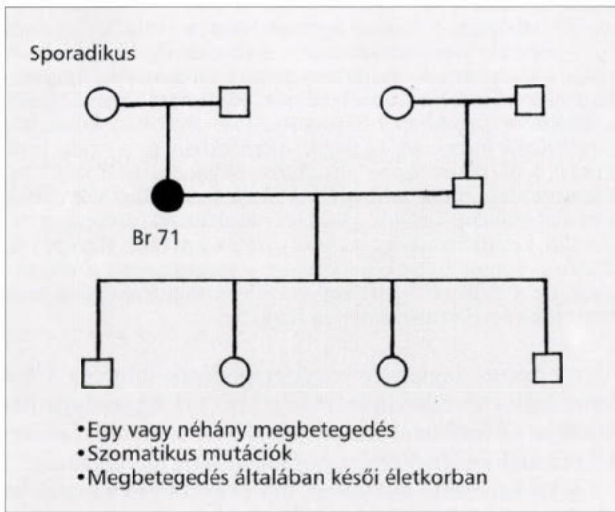 Sporadikus
Br 71
•Egy vagy néhány megbetegedés
•Szomatikus mutációk
•Megbetegedés általában késői életkorban